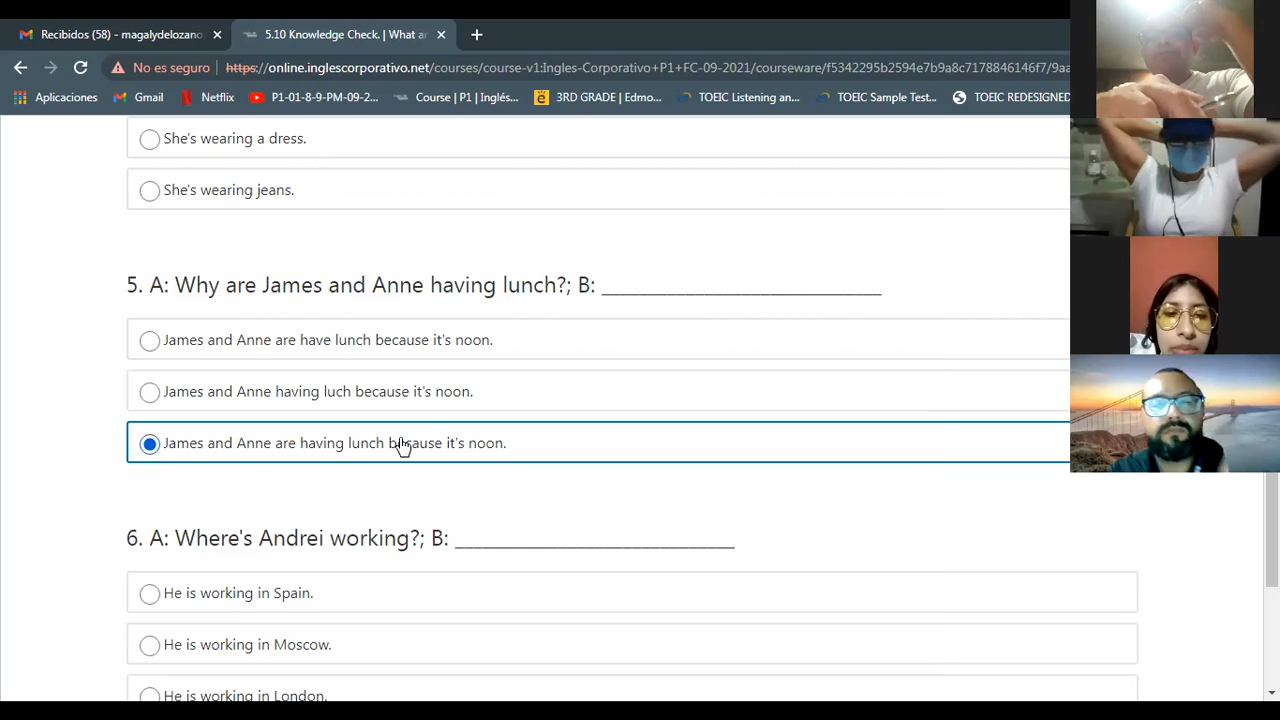 Recibidos (58) - magalydelozano
5.10 Knowledge Check. | What ar
No es seguro
https://online.inglescorporativo.net/courses/course-v1:Ingles-Corporativo+P1+FC-09-2021/courseware/f5342295b2594e7b9a8c7178846146f7/9aa
Aplicaciones
Gmail
Netflix
P1-01-8-9-PM-09-2...
Course | P1 | Inglés...
3RD GRADE | Edmo...
TOEIC Listening an...
TOEIC Sample Test...
TOEIC REDESIGNED
She's wearing a dress.
She's wearing jeans.
5. A: Why are James and Anne having lunch?; B: ____________________________
James and Anne are have lunch because it's noon.
James and Anne having luch because it's noon.
James and Anne are having lunch because it's noon.
6. A: Where's Andrei working?; B: ____________________________
He is working in Spain.
He is working in Moscow.
He is working in London.